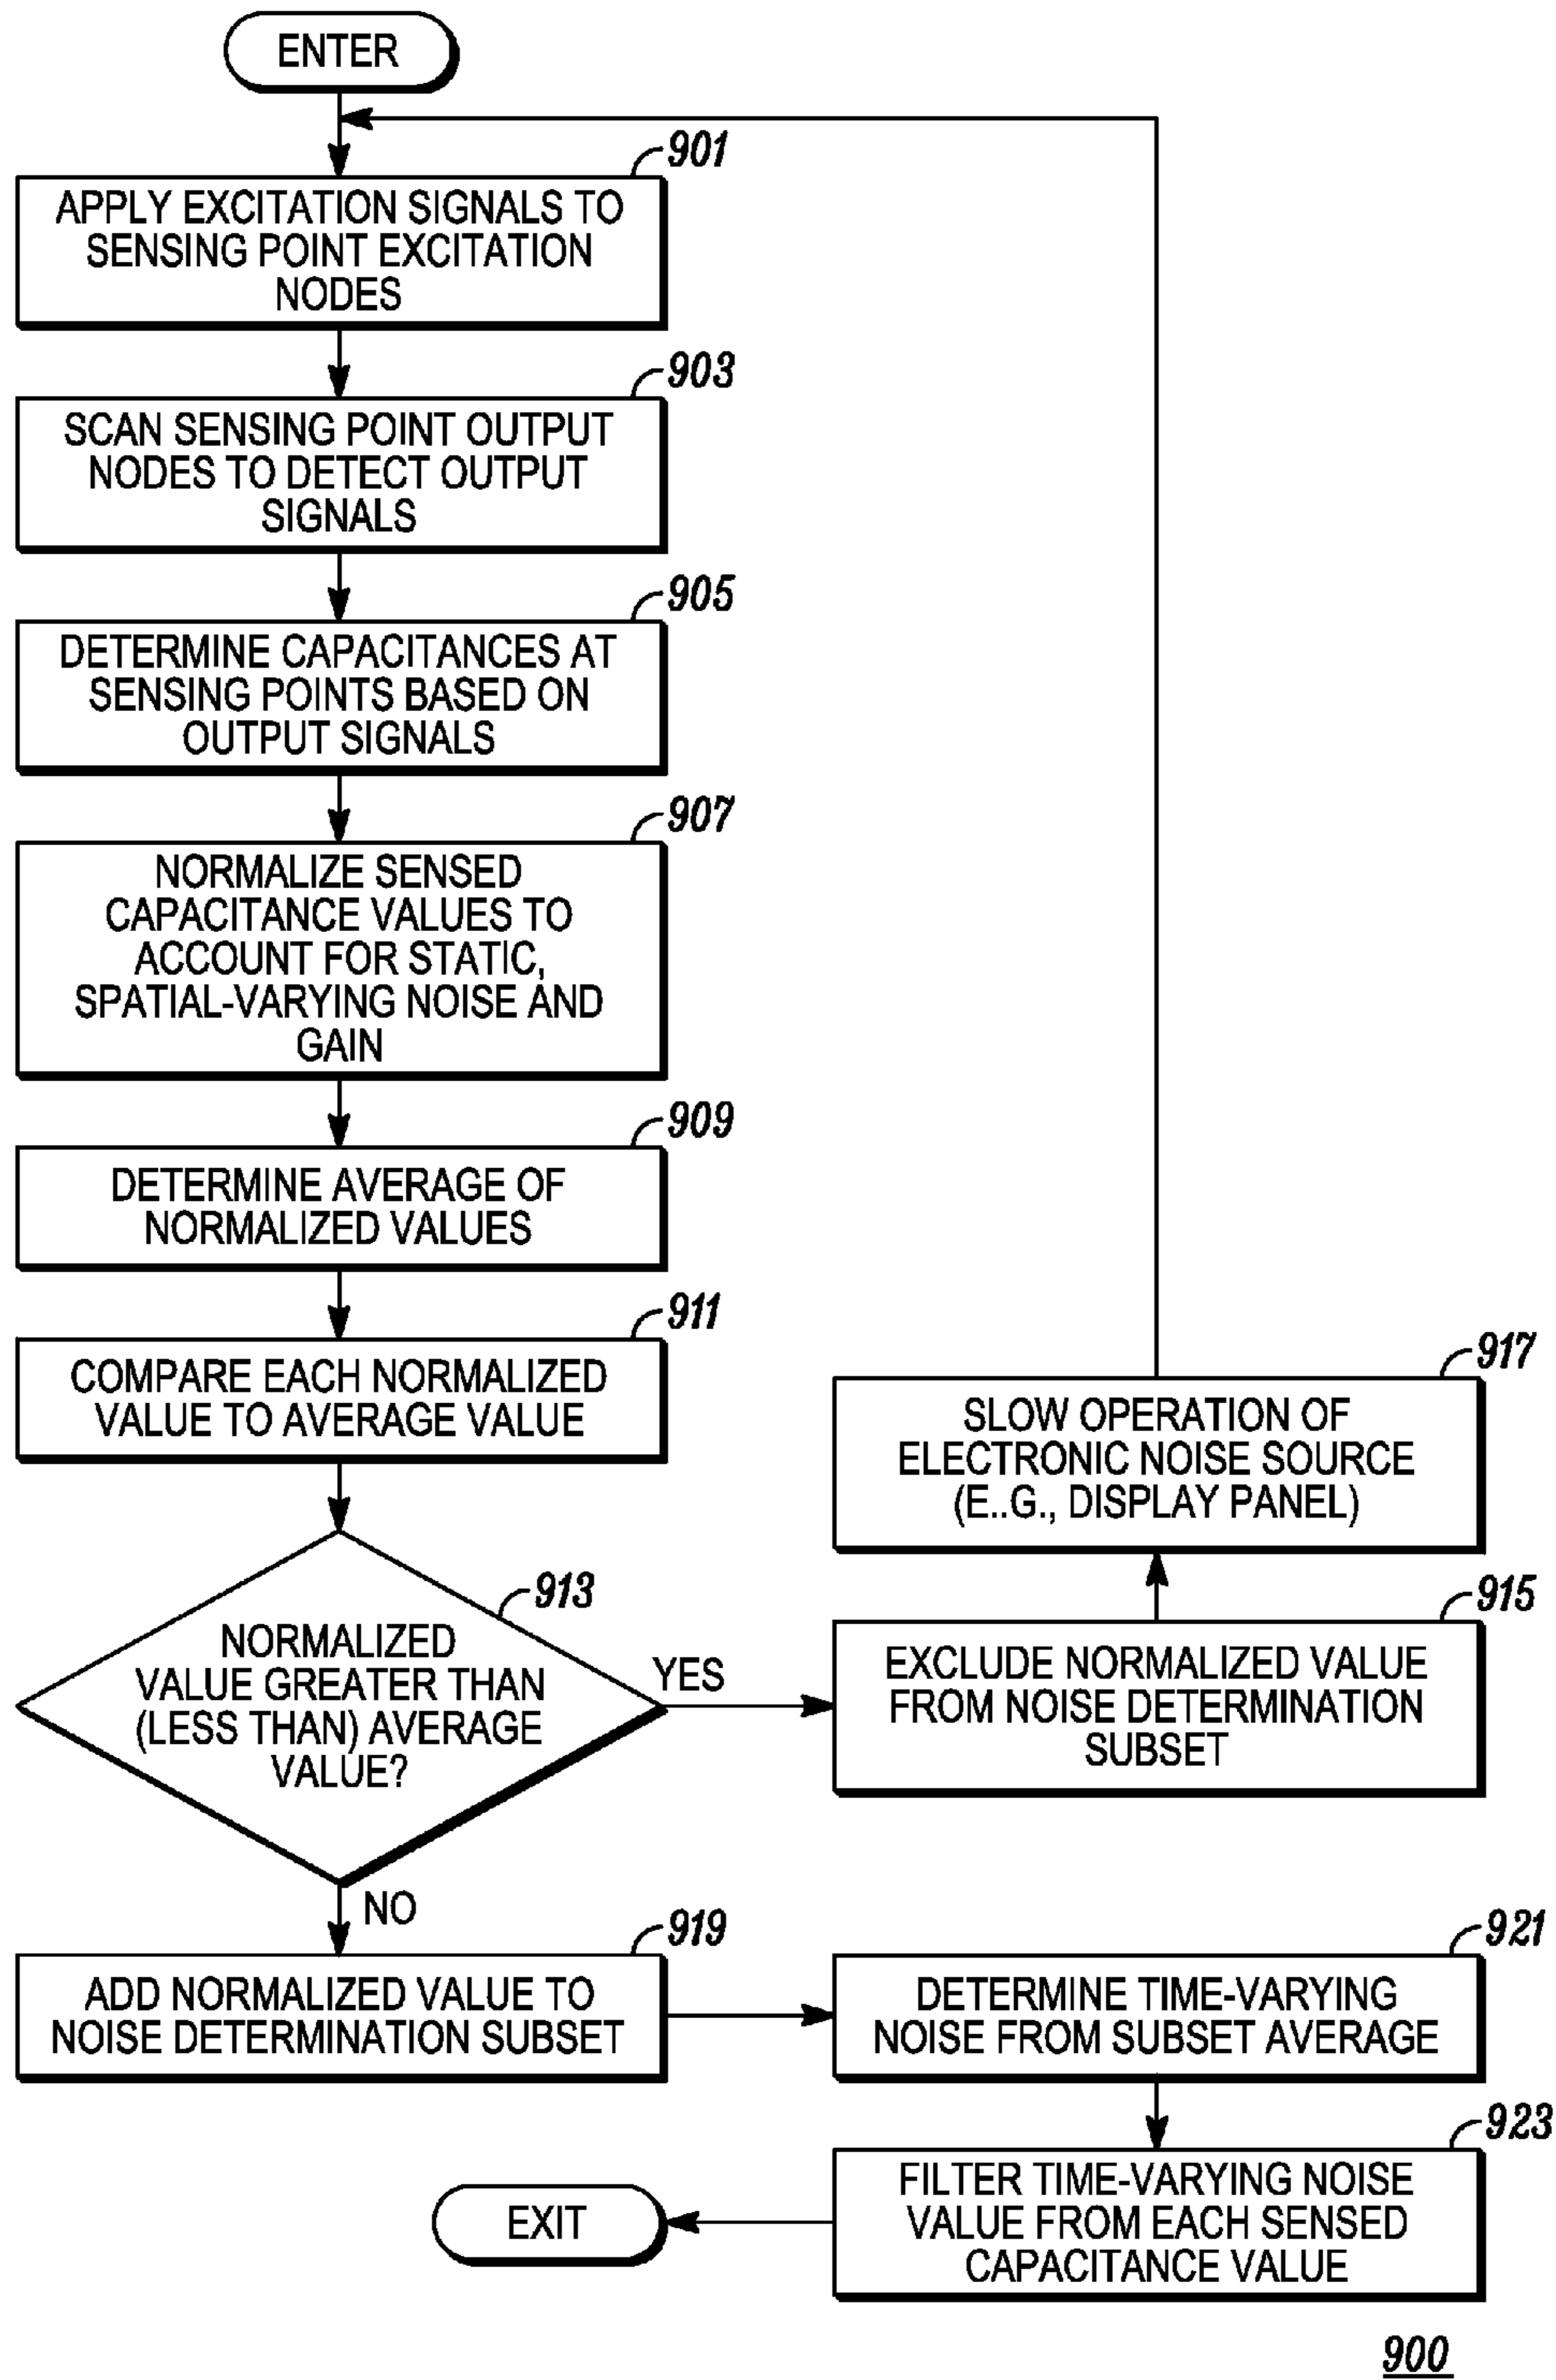 ENTER
901
APPLY EXCITATION SIGNALS TO
SENSING POINT EXCITATION
NODES
903
SCAN SENSING POINT OUTPUT
NODES TO DETECT OUTPUT
SIGNALS
905
DETERMINE CAPACITANCES AT
SENSING POINTS BASED ON
OUTPUT SIGNALS
907
NORMALIZE SENSED
CAPACITANCE VALUES TO
ACCOUNT FOR STATIC,
SPATIAL-VARYING NOISE AND
GAIN
909
DETERMINE AVERAGE OF
NORMALIZED VALUES
911
COMPARE EACH NORMALIZED
VALUE TO AVERAGE VALUE
913
NORMALIZED
VALUE GREATER THAN
(LESS THAN) AVERAGE
VALUE?
YES
915
EXCLUDE NORMALIZED VALUE
FROM NOISE DETERMINATION
SUBSET
917
SLOW OPERATION OF
ELECTRONIC NOISE SOURCE
(E..G., DISPLAY PANEL)
NO
919
ADD NORMALIZED VALUE TO
NOISE DETERMINATION SUBSET
921
DETERMINE TIME-VARYING
NOISE FROM SUBSET AVERAGE
923
FILTER TIME-VARYING NOISE
VALUE FROM EACH SENSED
CAPACITANCE VALUE
EXIT
900